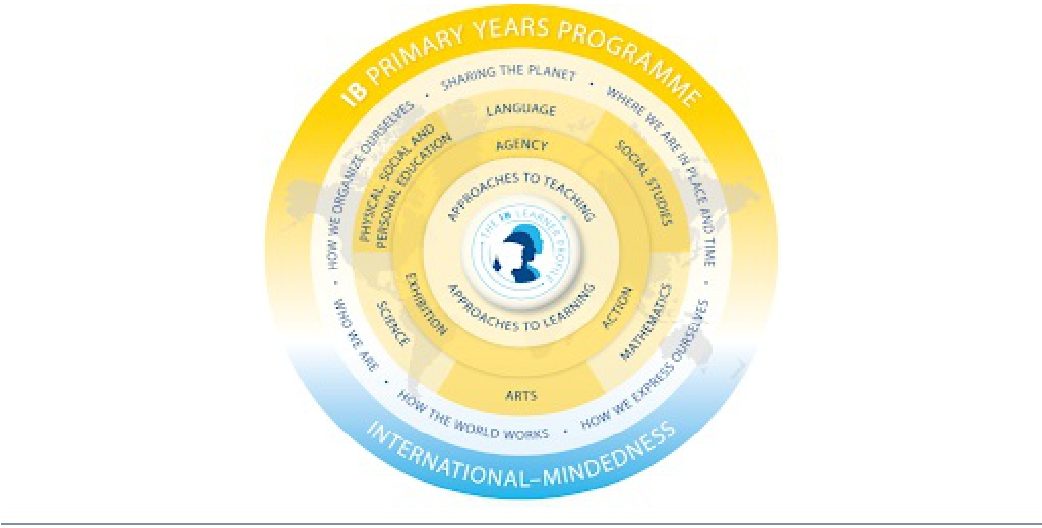 IB PRIMARY YEARS PROGRAMME
SHARING THE PLANET
WHERE WE ARE IN PLACE AND TIME
HOW WE EXPRESS OURSELVES
HOW THE WORLD WORKS
WHO WE ARE
HOW WE ORGANIZE OURSELVES
LANGUAGE
SOCIAL STUDIES
MATHEMATICS
ARTS
SCIENCE
PHYSICAL, SOCIAL AND
PERSONAL EDUCATION
AGENCY
ACTION
EXHIBITION
APPROACHES TO TEACHING
APPROACHES TO LEARNING
THE IB LEARNER PROFILE
INTERNATIONAL–MINDEDNESS